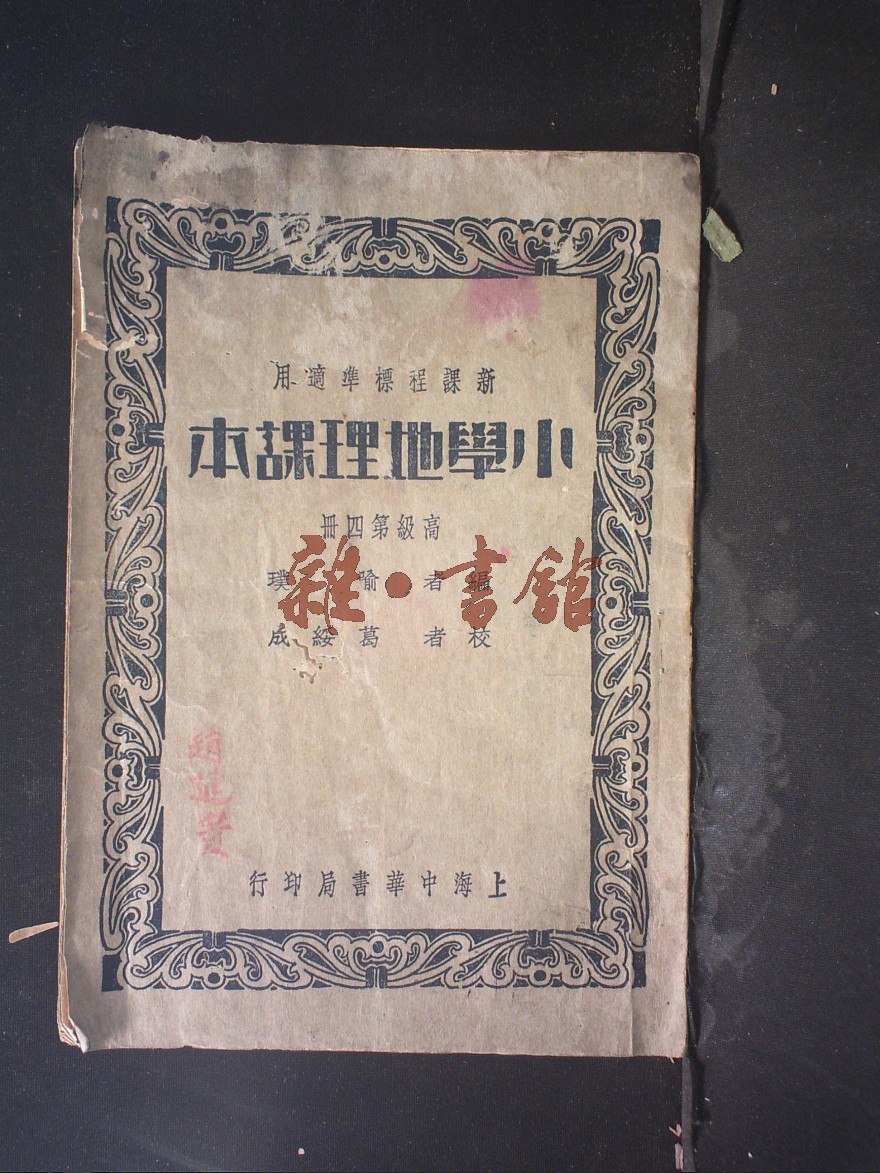 新課程標準適用
小學地理課本
高級第四冊
編者 喻 璞
校者 葛綏成
雜·書館
上海中華書局印行